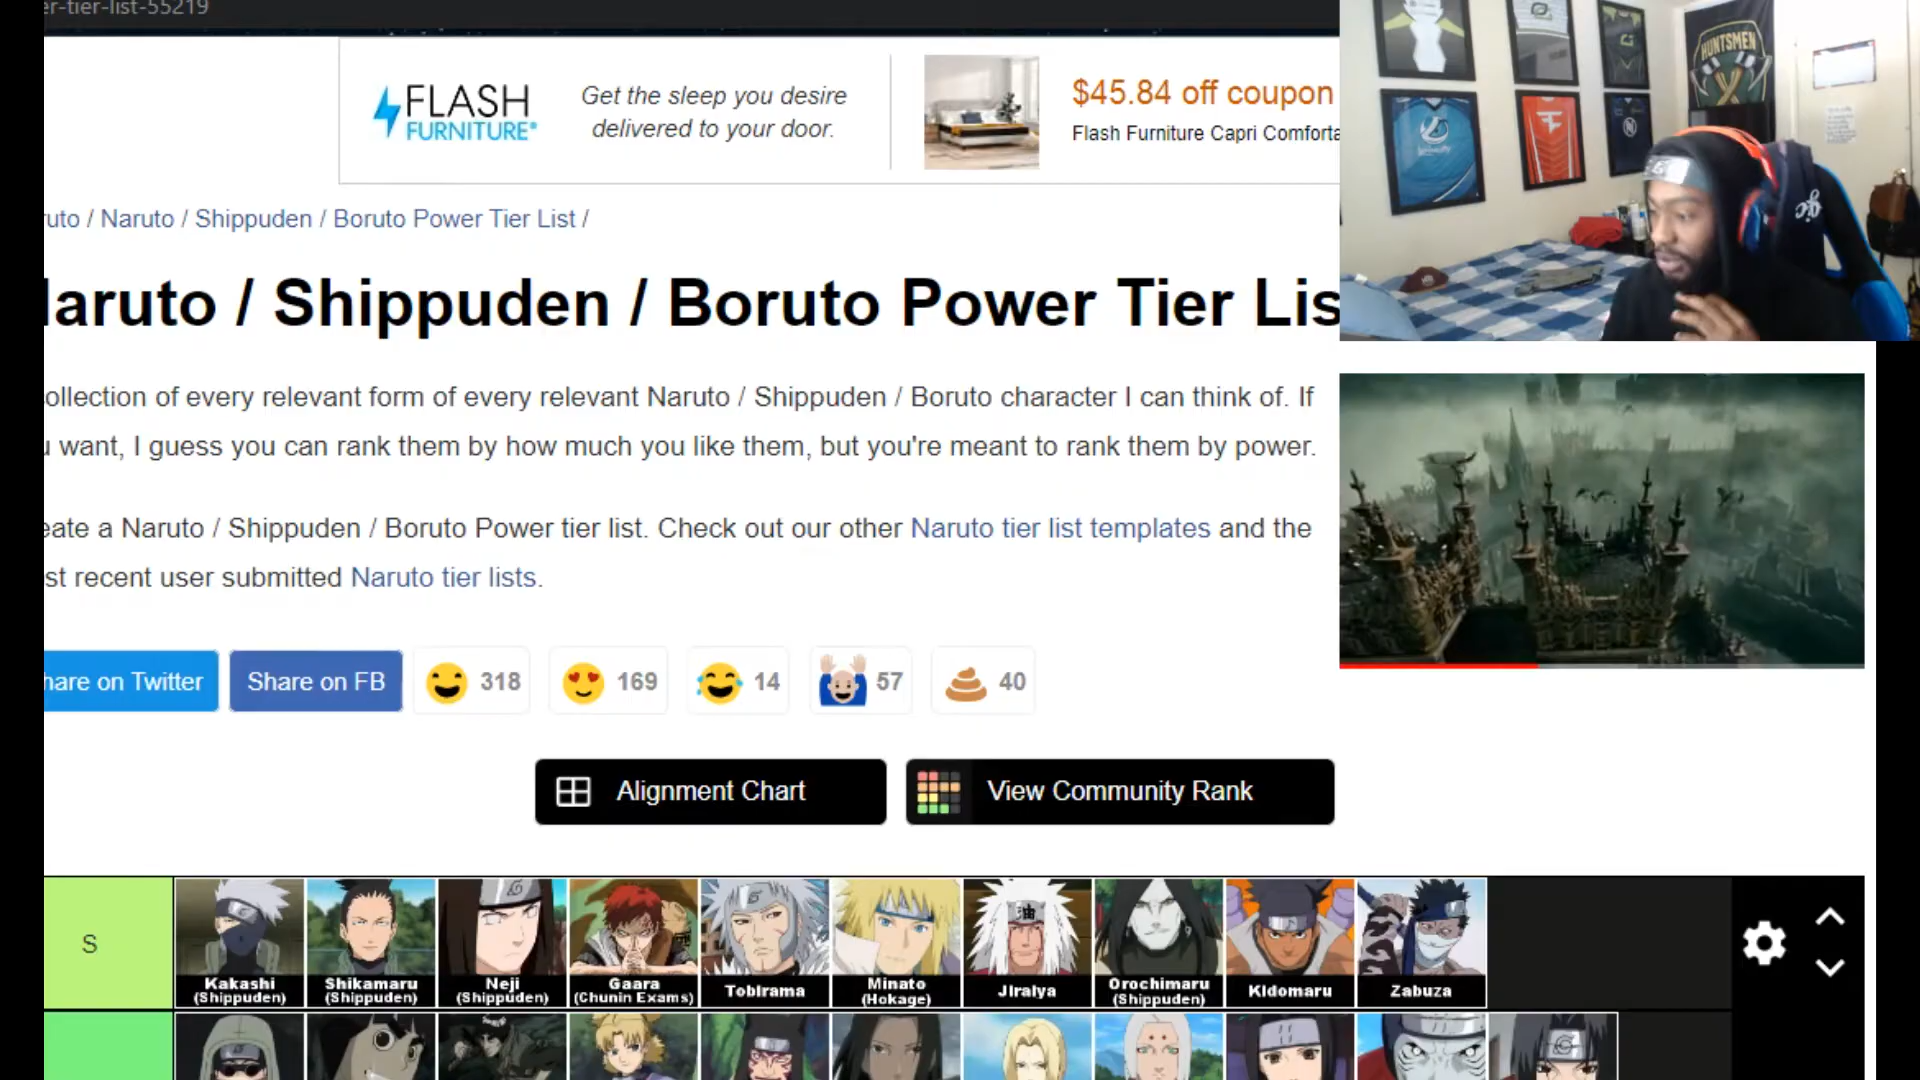 er-tier-list-55219
FLASH
FURNITURE®
Get the sleep you desire
delivered to your door.
$45.84 off coupon
Flash Furniture Capri Comforta
HUNTSMEN
uto / Naruto / Shippuden / Boruto Power Tier List /
aruto / Shippuden / Boruto Power Tier Lis
ollection of every relevant form of every relevant Naruto / Shippuden / Boruto character I can think of. If
u want, I guess you can rank them by how much you like them, but you're meant to rank them by power.
eate a Naruto / Shippuden / Boruto Power tier list. Check out our other Naruto tier list templates and the
st recent user submitted Naruto tier lists.
hare on Twitter
Share on FB
318
169
14
57
40
Alignment Chart
View Community Rank
S
Kakashi
(Shippuden)
Shikamaru
(Shippuden)
Neji
(Shippuden)
Gaara
(Chunin Exams)
Tobirama
Minato
(Hokage)
油
Jiraiya
Orochimaru
(Shippuden)
Kidomaru
Zabuza